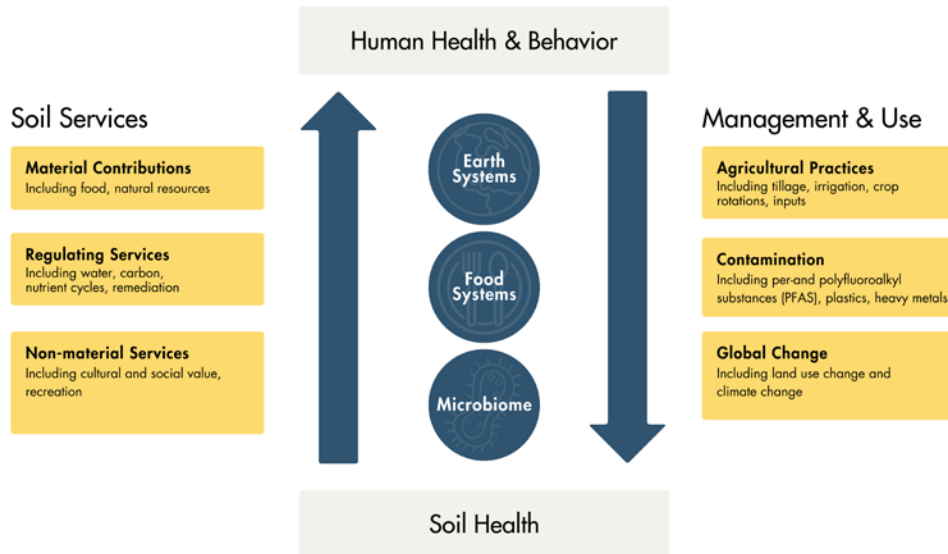 Human Health & Behavior
Soil Services
Material Contributions
Including food, natural resources
Regulating Services
Including water, carbon,
nutrient cycles, remediation
Non-material Services
Including cultural and social value,
recreation
Earth
Systems
Food
Systems
Microbiome
Management & Use
Agricultural Practices
Including tillage, irrigation, crop
rotations, inputs
Contamination
Including per-and polyfluoroalkyl
substances (PFAS), plastics, heavy metals
Global Change
Including land use change and
climate change
Soil Health